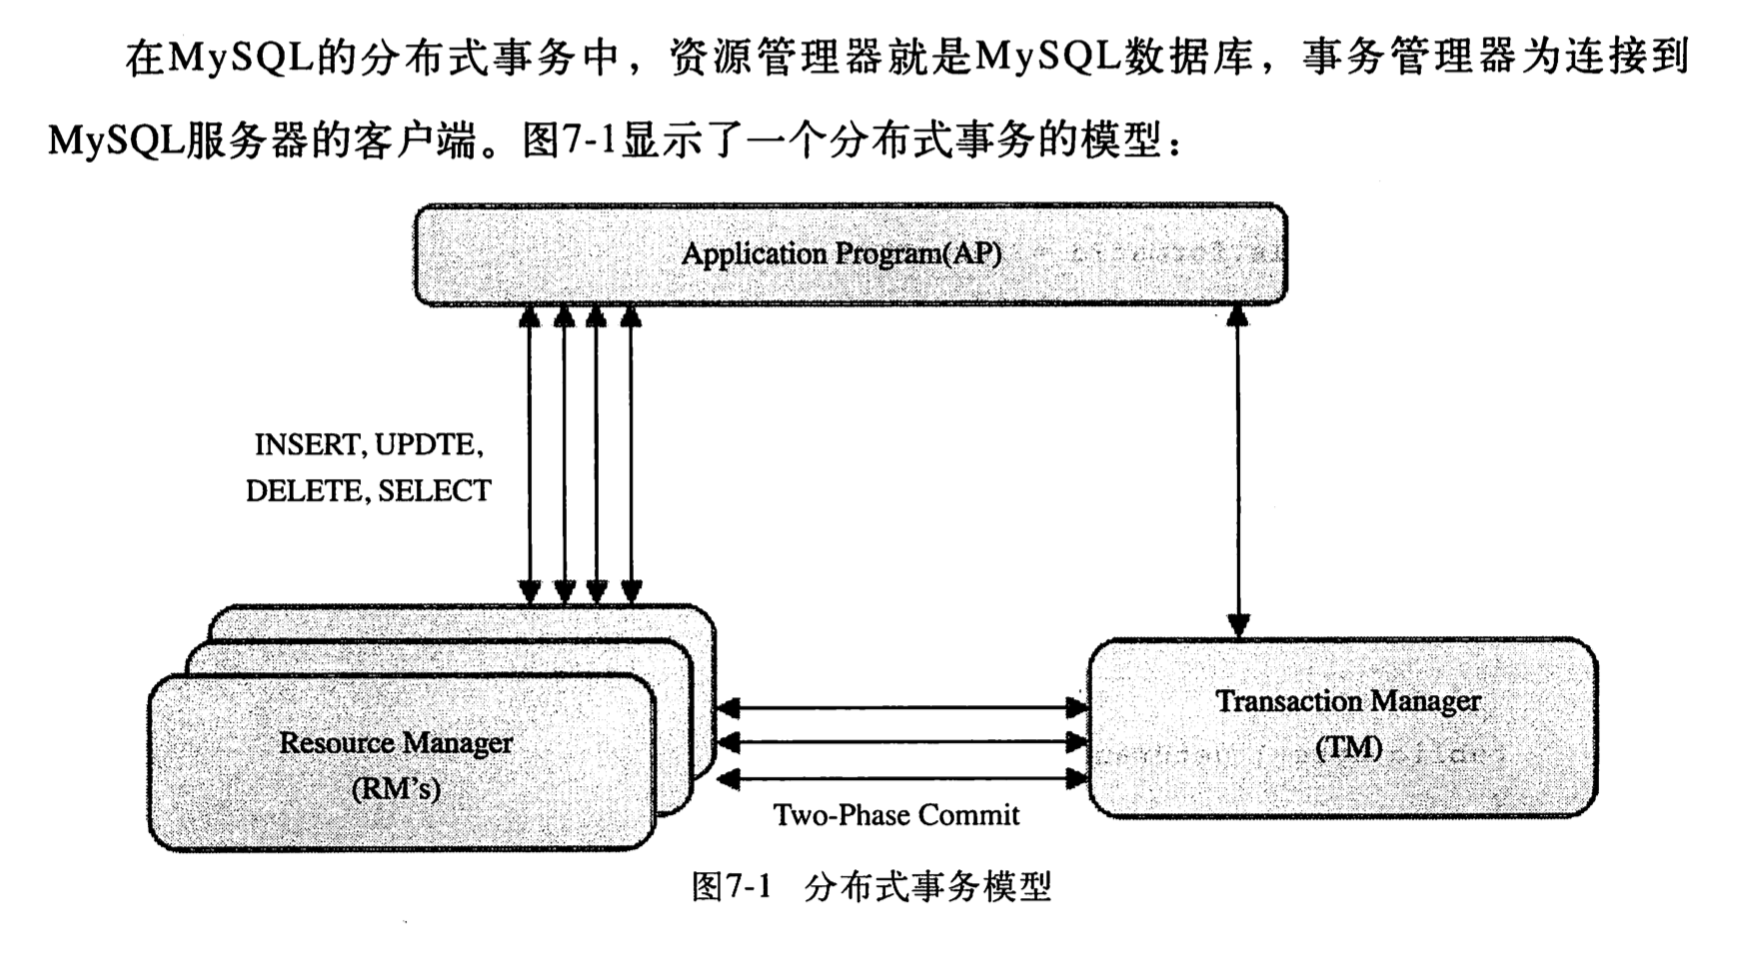 在MySQL的分布式事务中，资源管理器就是MySQL数据库，事务管理器为连接到
MySQL服务器的客户端。图7-1显示了一个分布式事务的模型：
Application Program(AP)
INSERT, UPDTE,
DELETE, SELECT
Resource Manager
(RM's)
Transaction Manager
(TM)
Two-Phase Commit
图7-1 分布式事务模型